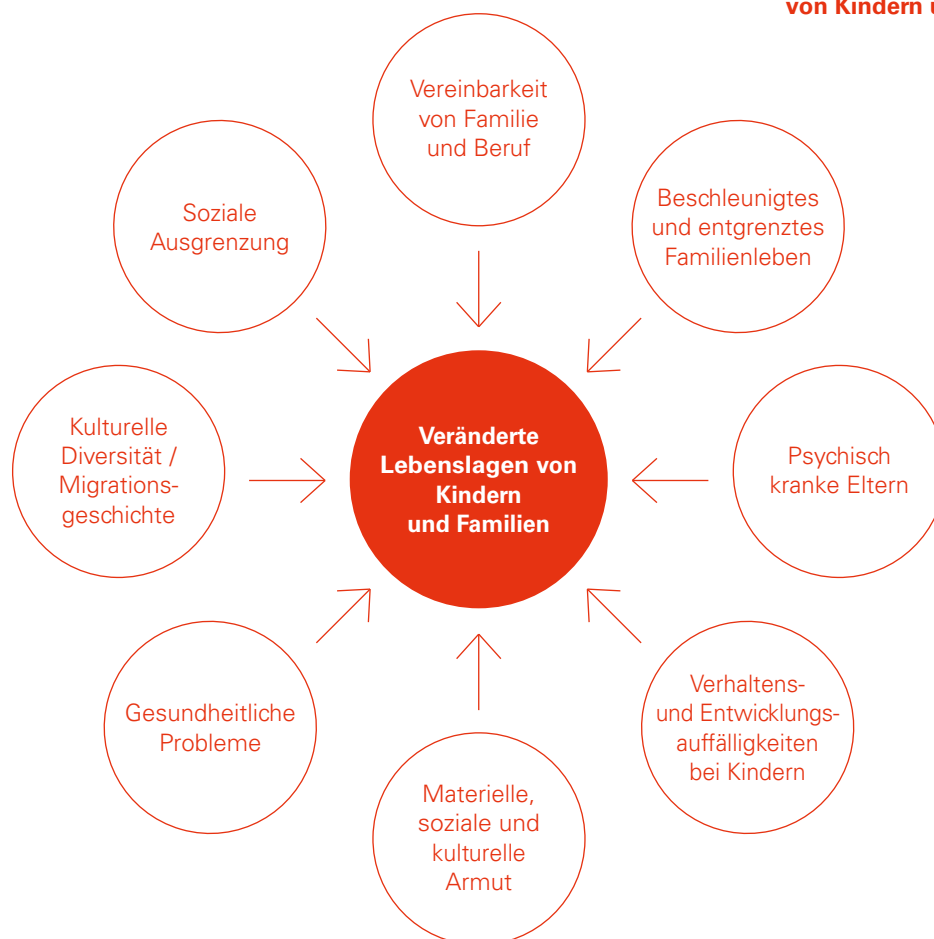 von Kindern u
Vereinbarkeit
von Familie
und Beruf
Beschleunigtes
und entgrenztes
Familienleben
Soziale
Ausgrenzung
Kulturelle
Diversität /
Migrations-
geschichte
Veränderte
Lebenslagen von
Kindern
und Familien
Psychisch
kranke Eltern
Gesundheitliche
Probleme
Verhaltens-
und Entwicklungs-
auffälligkeiten
bei Kindern
Materielle,
soziale und
kulturelle
Armut